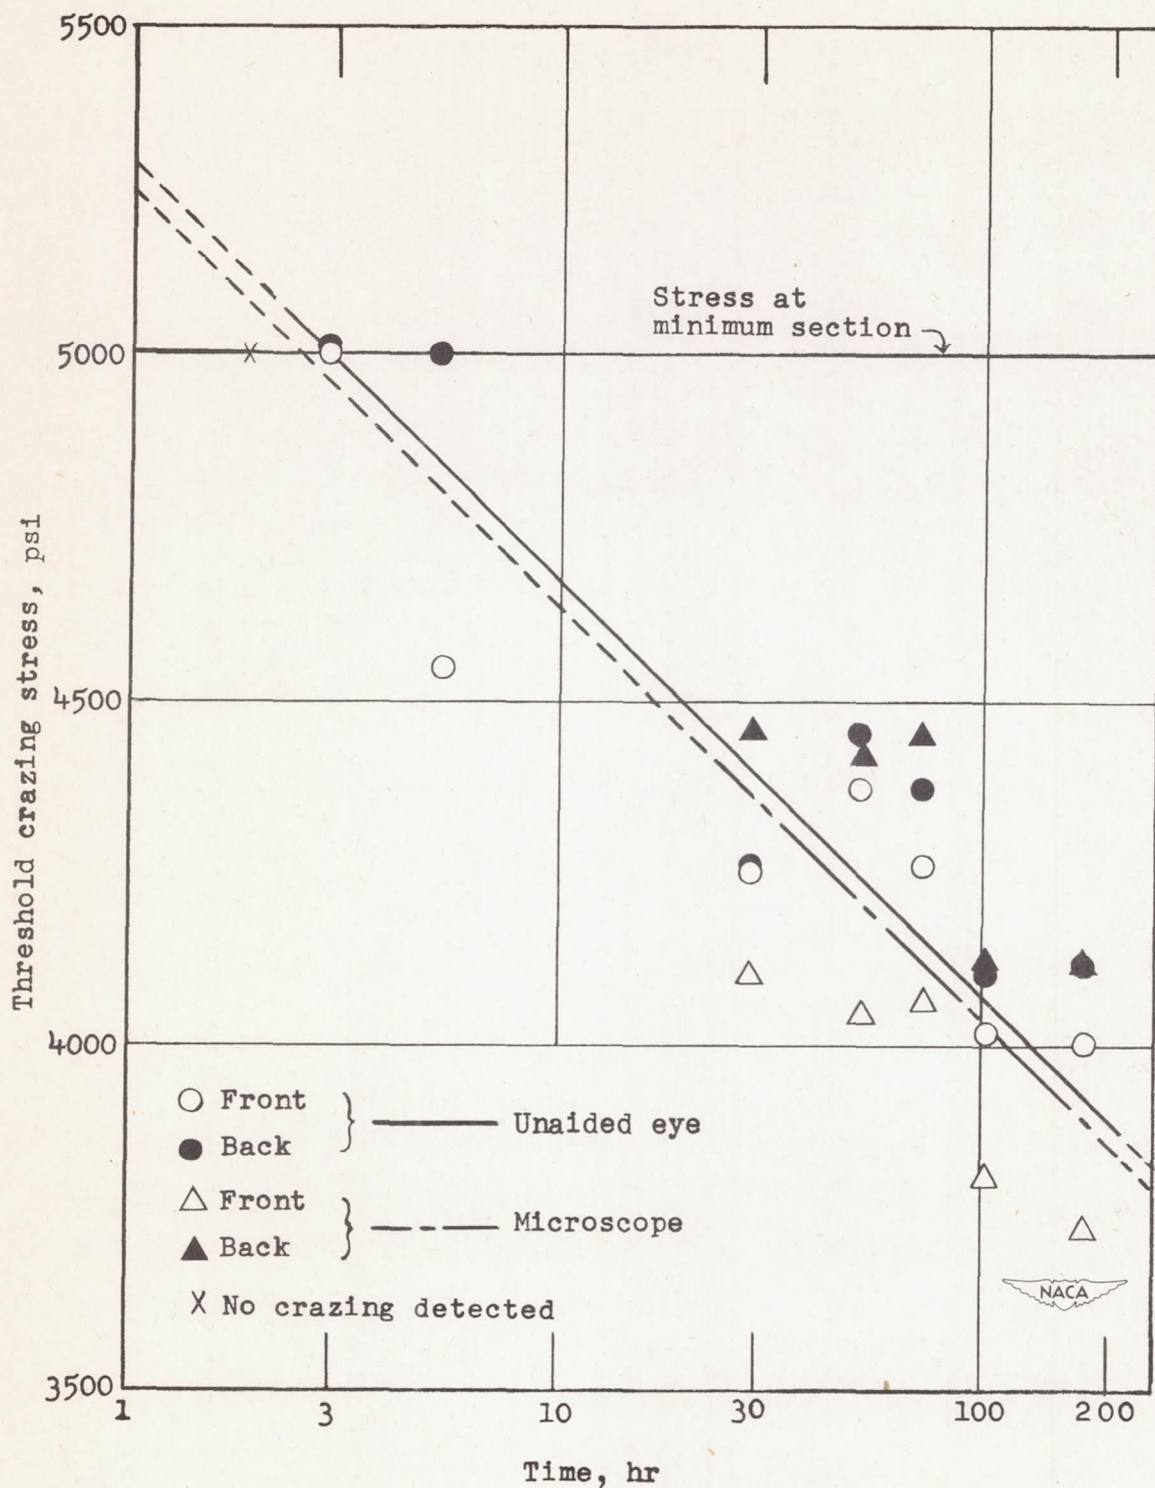 5500
Stress at
minimum section
5000
4500
4000
3500
Threshold crazing stress, psi
Front
Back
Unaided eye
Front
Back
Microscope
X No crazing detected
NACA
1 3 10 30 100 200
Time, hr